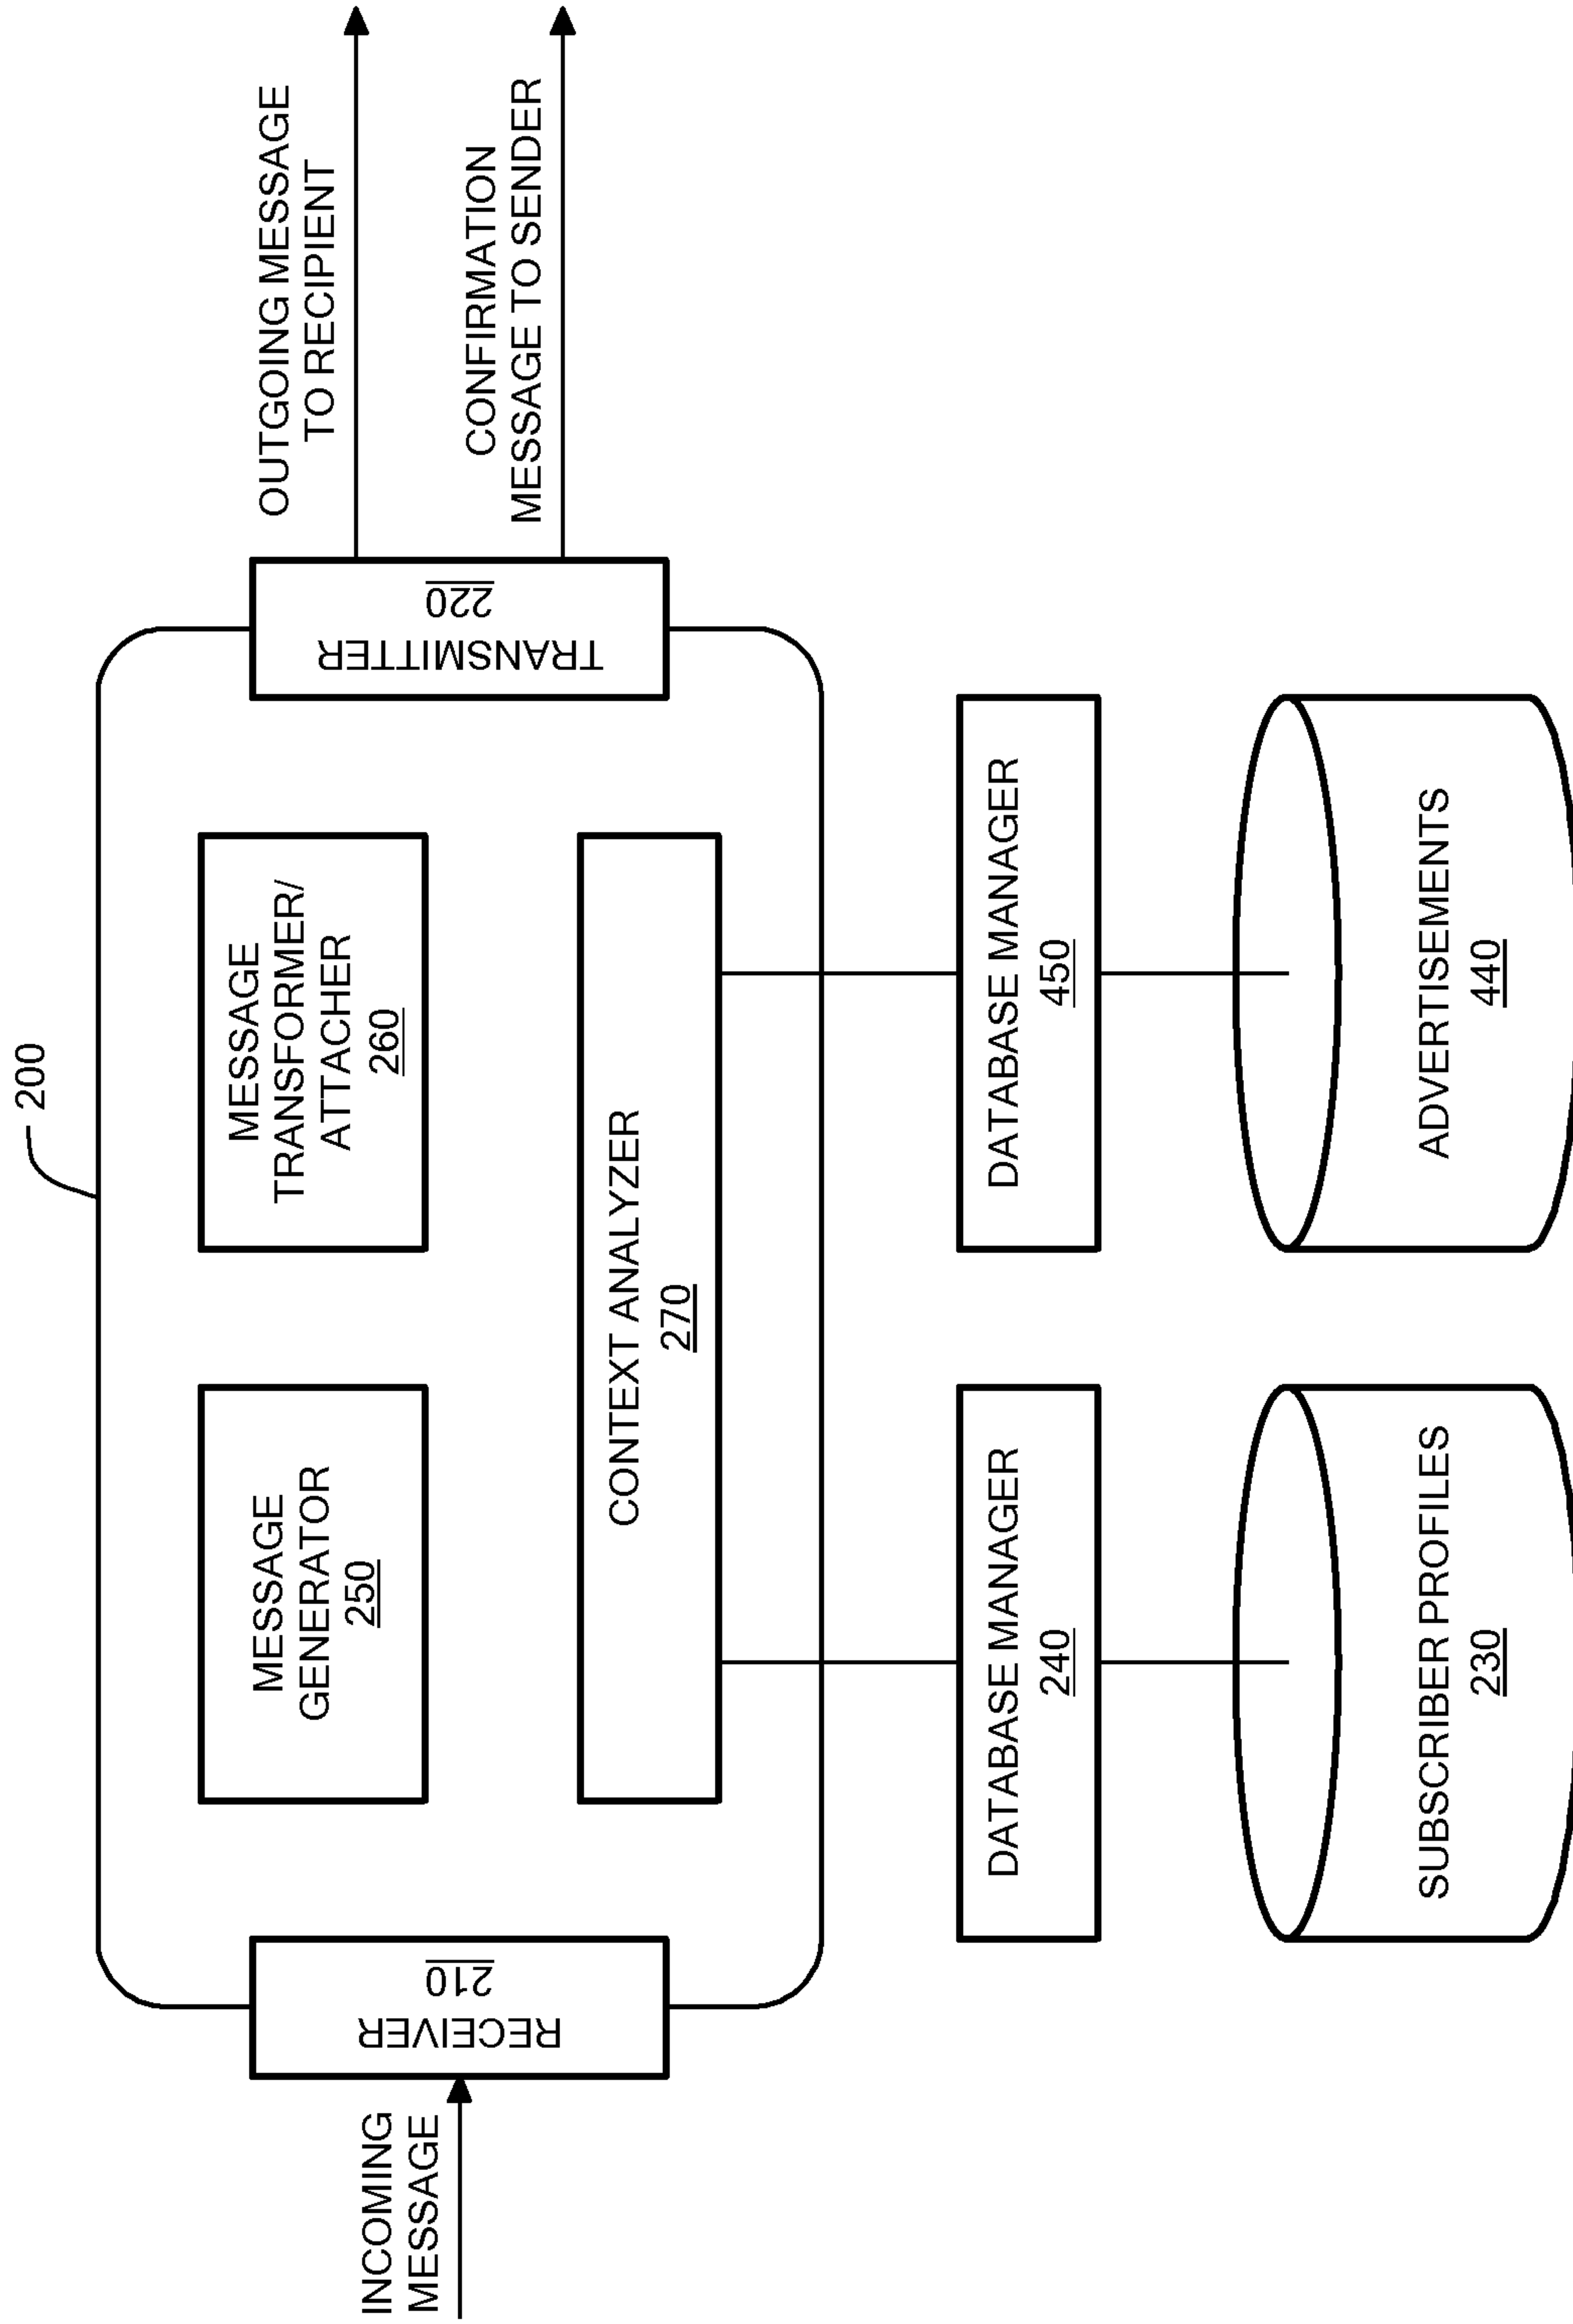 200
INCOMING
MESSAGE
RECEIVER
210
MESSAGE
GENERATOR
250
MESSAGE
TRANSFORMER/
ATTACHER
260
CONTEXT ANALYZER
270
TRANSMITTER
220
OUTGOING MESSAGE
TO RECIPIENT
CONFIRMATION
MESSAGE TO SENDER
DATABASE MANAGER
240
DATABASE MANAGER
450
SUBSCRIBER PROFILES
230
ADVERTISEMENTS
440